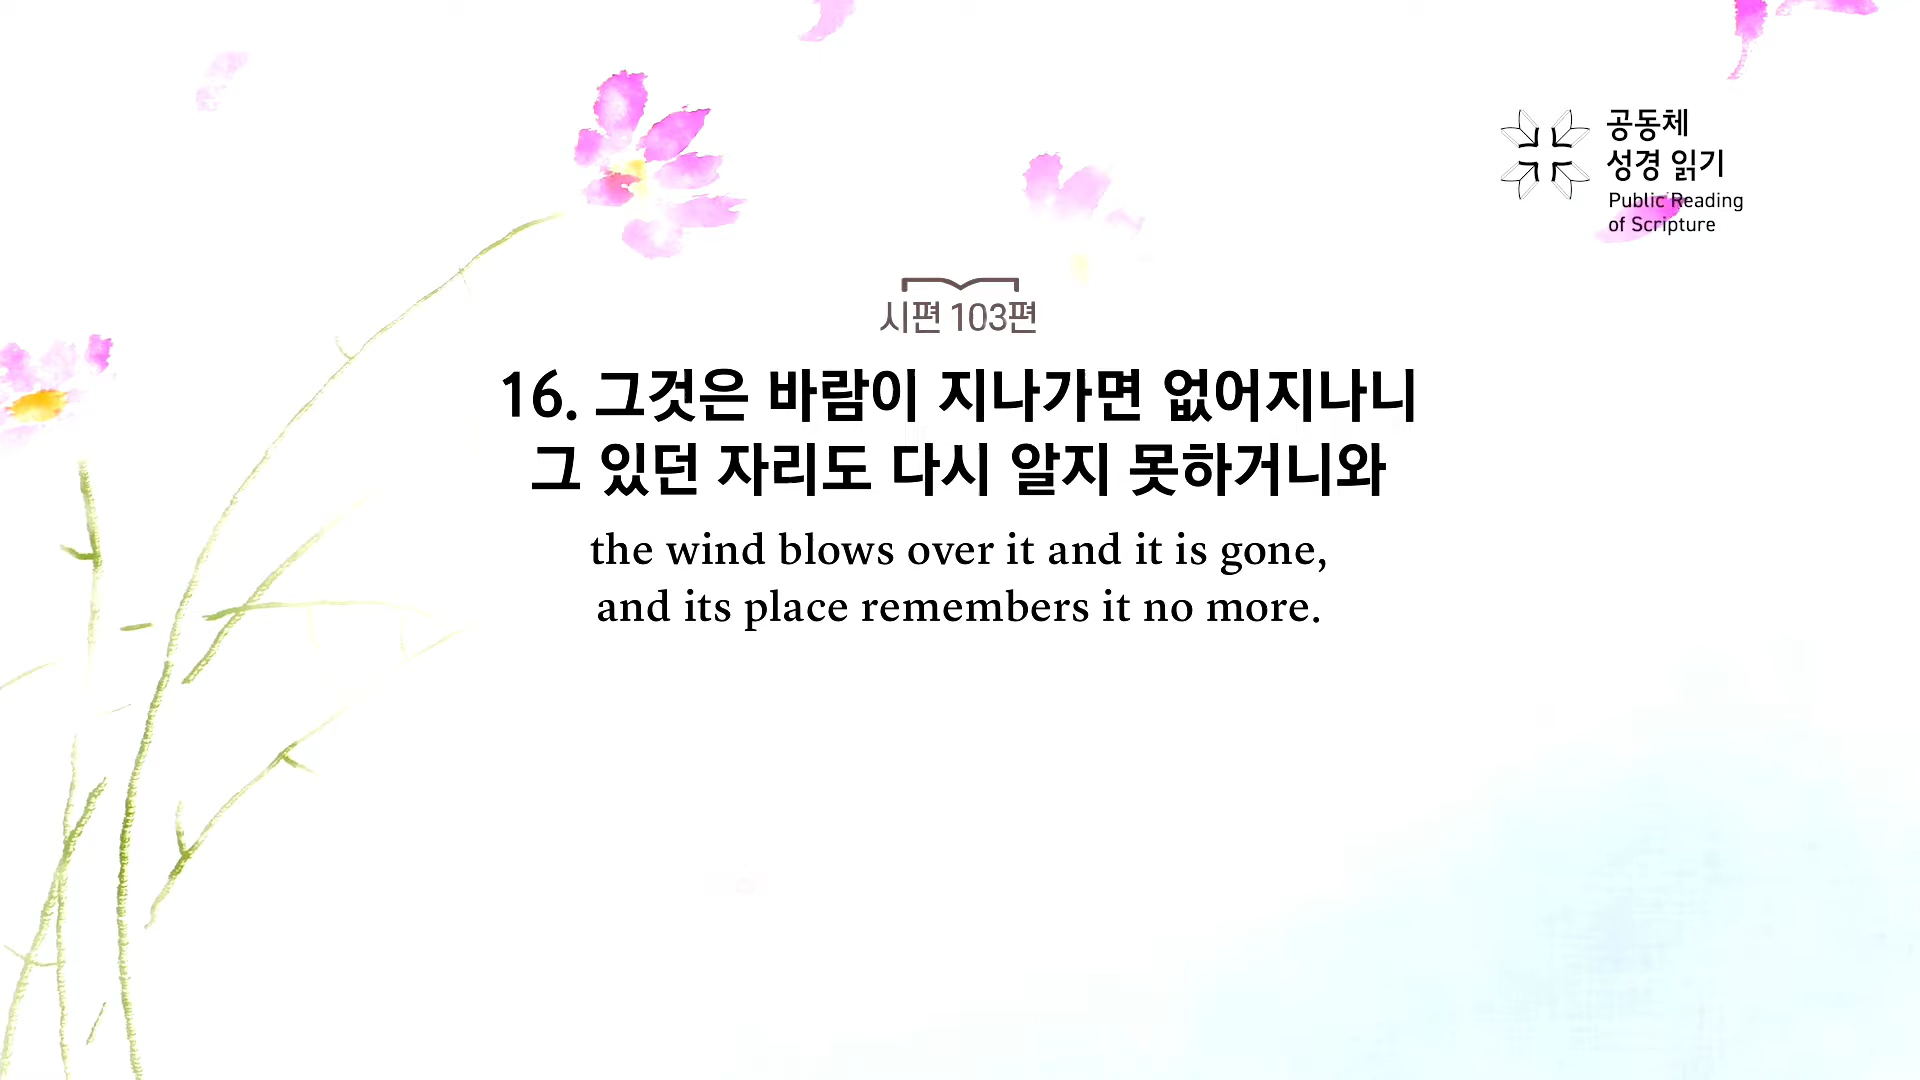 공동체
성경 읽기
Public Reading
of Scripture
시편 103편
16. 그것은 바람이 지나가면 없어지나니
그 있던 자리도 다시 알지 못하거니와
the wind blows over it and it is gone,
and its place remembers it no more.